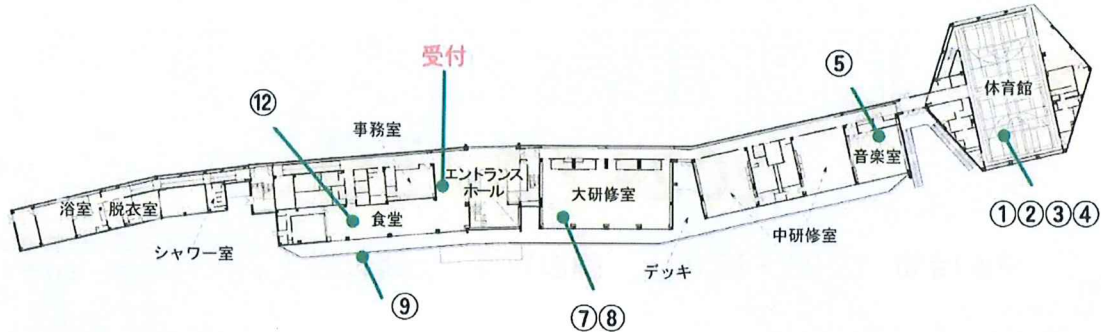 受付
⑫
事務室
⑤
体育館
音楽室
エントランス
ホール
大研修室
浴室
脱衣室
食堂
シャワー室
中研修室
デッキ
①②③④
⑨
⑦⑧